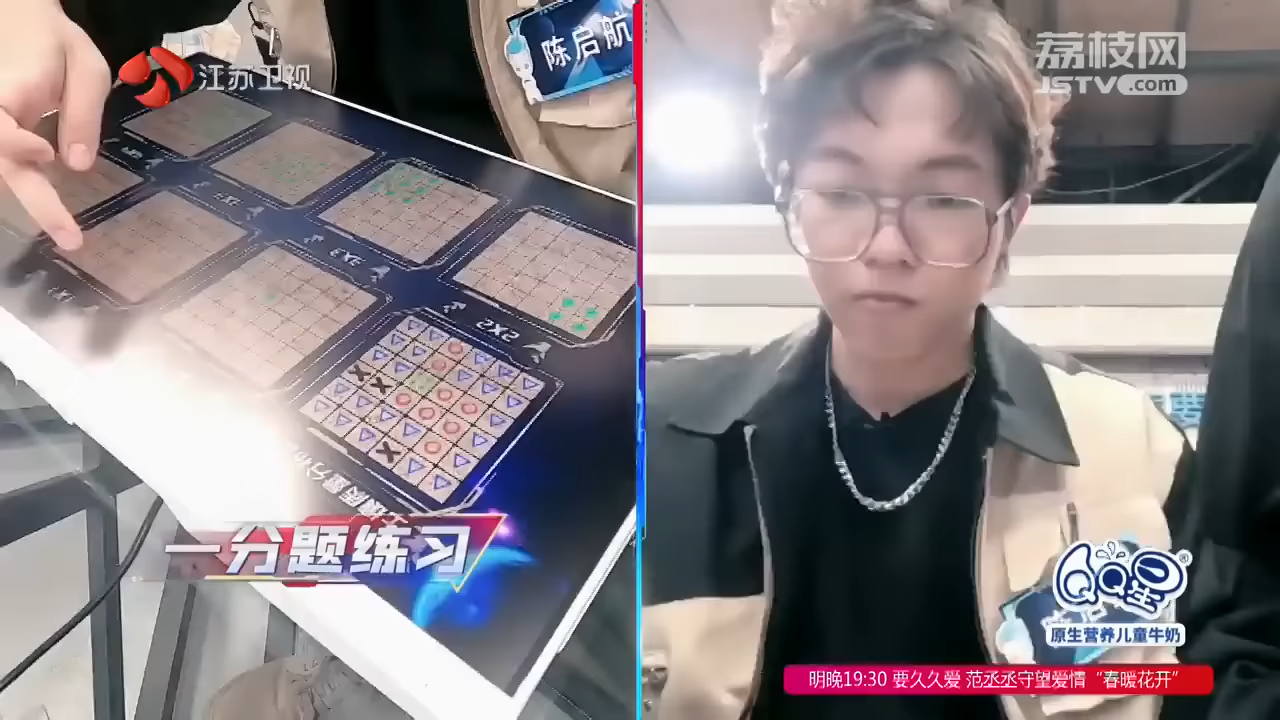 江苏卫视
陈启航
荔枝网
JSTV.com
3X3
2X2
一分题练习
QQ星
原生营养儿童牛奶
明晚19:30 要久久爱 范丞丞守望爱情“春暖花开”